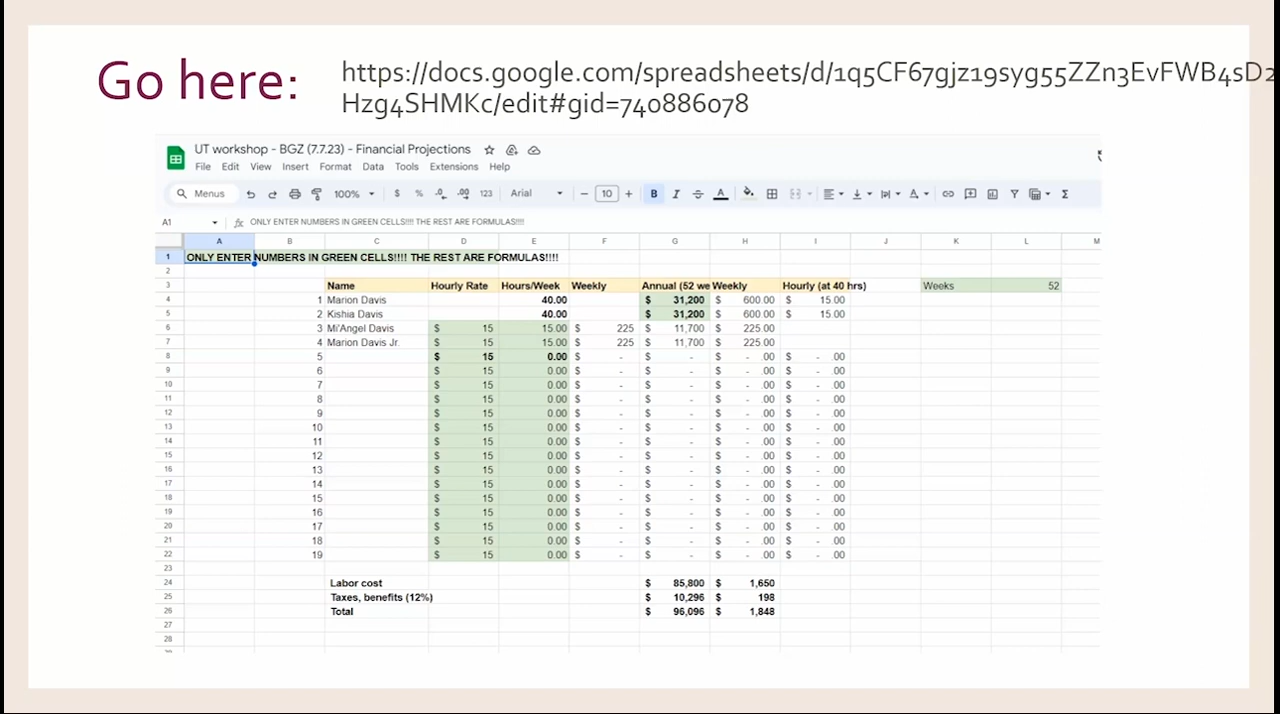 Go here:
https://docs.google.com/spreadsheets/d/1q5CF67gjz19syg55ZZn3EvFWB4sD2
Hzg4SHMKc/edit#gid=740886078
UT workshop - BGZ (7.7.23) - Financial Projections
File Edit View Insert Format Data Tools Extensions Help
Menus 100% $ % .0 .00 123 Arial - 10 + B I S A Σ
A1 fx ONLY ENTER NUMBERS IN GREEN CELLS!!!! THE REST ARE FORMULAS!!!!
A B C D E F G H I J K L M
1 ONLY ENTER NUMBERS IN GREEN CELLS!!!! THE REST ARE FORMULAS!!!!
2
3 Name Hourly Rate Hours/Week Weekly Annual (52 we Weekly Hourly (at 40 hrs) Weeks 52
4 1 Marion Davis 40.00 $ 31,200 $ 600.00 $ 15.00
5 2 Kishia Davis 40.00 $ 31,200 $ 600.00 $ 15.00
6 3 Mi'Angel Davis $ 15 15.00 $ 225 $ 11,700 $ 225.00
7 4 Marion Davis Jr. $ 15 15.00 $ 225 $ 11,700 $ 225.00
8 5 $ 15 0.00 $ - $ - $ - .00 $ - .00
9 6 $ 15 0.00 $ - $ - $ - .00 $ - .00
10 7 $ 15 0.00 $ - $ - $ - .00 $ - .00
11 8 $ 15 0.00 $ - $ - $ - .00 $ - .00
12 9 $ 15 0.00 $ - $ - $ - .00 $ - .00
13 10 $ 15 0.00 $ - $ - $ - .00 $ - .00
14 11 $ 15 0.00 $ - $ - $ - .00 $ - .00
15 12 $ 15 0.00 $ - $ - $ - .00 $ - .00
16 13 $ 15 0.00 $ - $ - $ - .00 $ - .00
17 14 $ 15 0.00 $ - $ - $ - .00 $ - .00
18 15 $ 15 0.00 $ - $ - $ - .00 $ - .00
19 16 $ 15 0.00 $ - $ - $ - .00 $ - .00
20 17 $ 15 0.00 $ - $ - $ - .00 $ - .00
21 18 $ 15 0.00 $ - $ - $ - .00 $ - .00
22 19 $ 15 0.00 $ - $ - $ - .00 $ - .00
23
24 Labor cost $ 85,800 $ 1,650
25 Taxes, benefits (12%) $ 10,296 $ 198
26 Total $ 96,096 $ 1,848
27
28